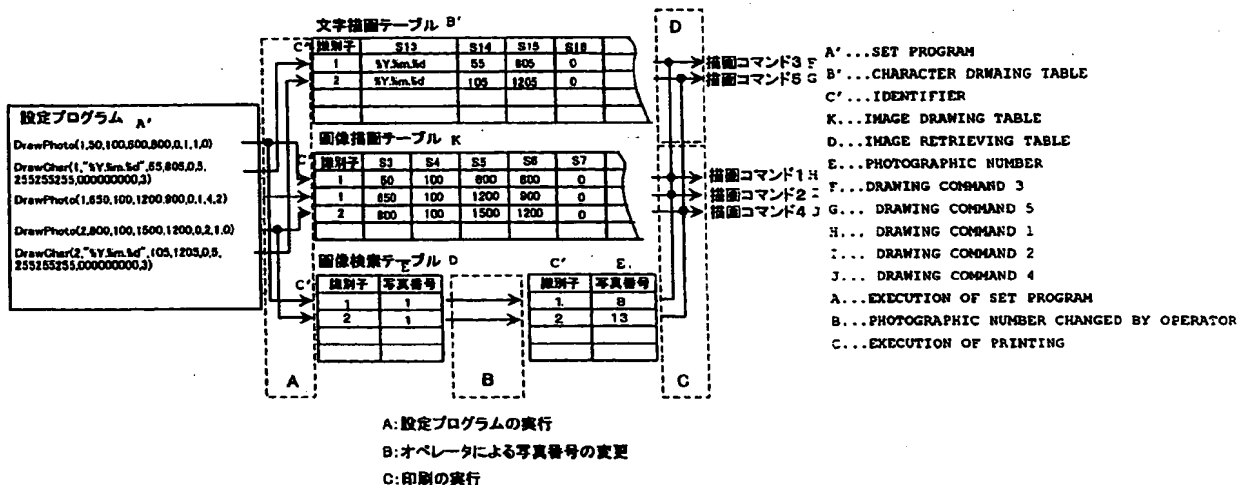 文字描画テーブル B'
C' 識別子 S13 S14 S15 S16
1 %Y.%m.%d 55 805 0
2 %Y.%m.%d 105 1205 0
D
描画コマンド3 F
描画コマンド5 G
設定プログラム A'
DrawPhoto(1,50,100,600,800,0,1,1,0)
DrawChar(1,"%Y.%m.%d",55,805,0,5,
255255255,000000000,3)
DrawPhoto(1,650,100,1200,900,0,1,4,2)
DrawPhoto(2,800,100,1500,1200,0,2,1,0)
DrawChar(2,"%Y.%m.%d",105,1205,0,5,
255255255,000000000,3)
画像描画テーブル K
C' 識別子 S3 S4 S5 S6 S7
1 50 100 600 800 0
1 650 100 1200 900 0
2 800 100 1500 1200 0
描画コマンド1 H
描画コマンド2 I
描画コマンド4 J
画像検索テーブル D
C' E
識別子 写真番号
1 1
2 1
C' E.
識別子 写真番号
1. 8
2. 13
A
B
C
A'...SET PROGRAM
B'...CHARACTER DRWAING TABLE
C'...IDENTIFIER
K...IMAGE DRAWING TABLE
D...IMAGE RETRIEVING TABLE
E...PHOTOGRAPHIC NUMBER
F...DRAWING COMMAND 3
G... DRAWING COMMAND 5
H... DRAWING COMMAND 1
I... DRAWING COMMAND 2
J... DRAWING COMMAND 4
A...EXECUTION OF SET PROGRAM
B...PHOTOGRAPHIC NUMBER CHANGED BY OPERATOR
C...EXECUTION OF PRINTING
A:設定プログラムの実行
B:オペレータによる写真番号の変更
C:印刷の実行